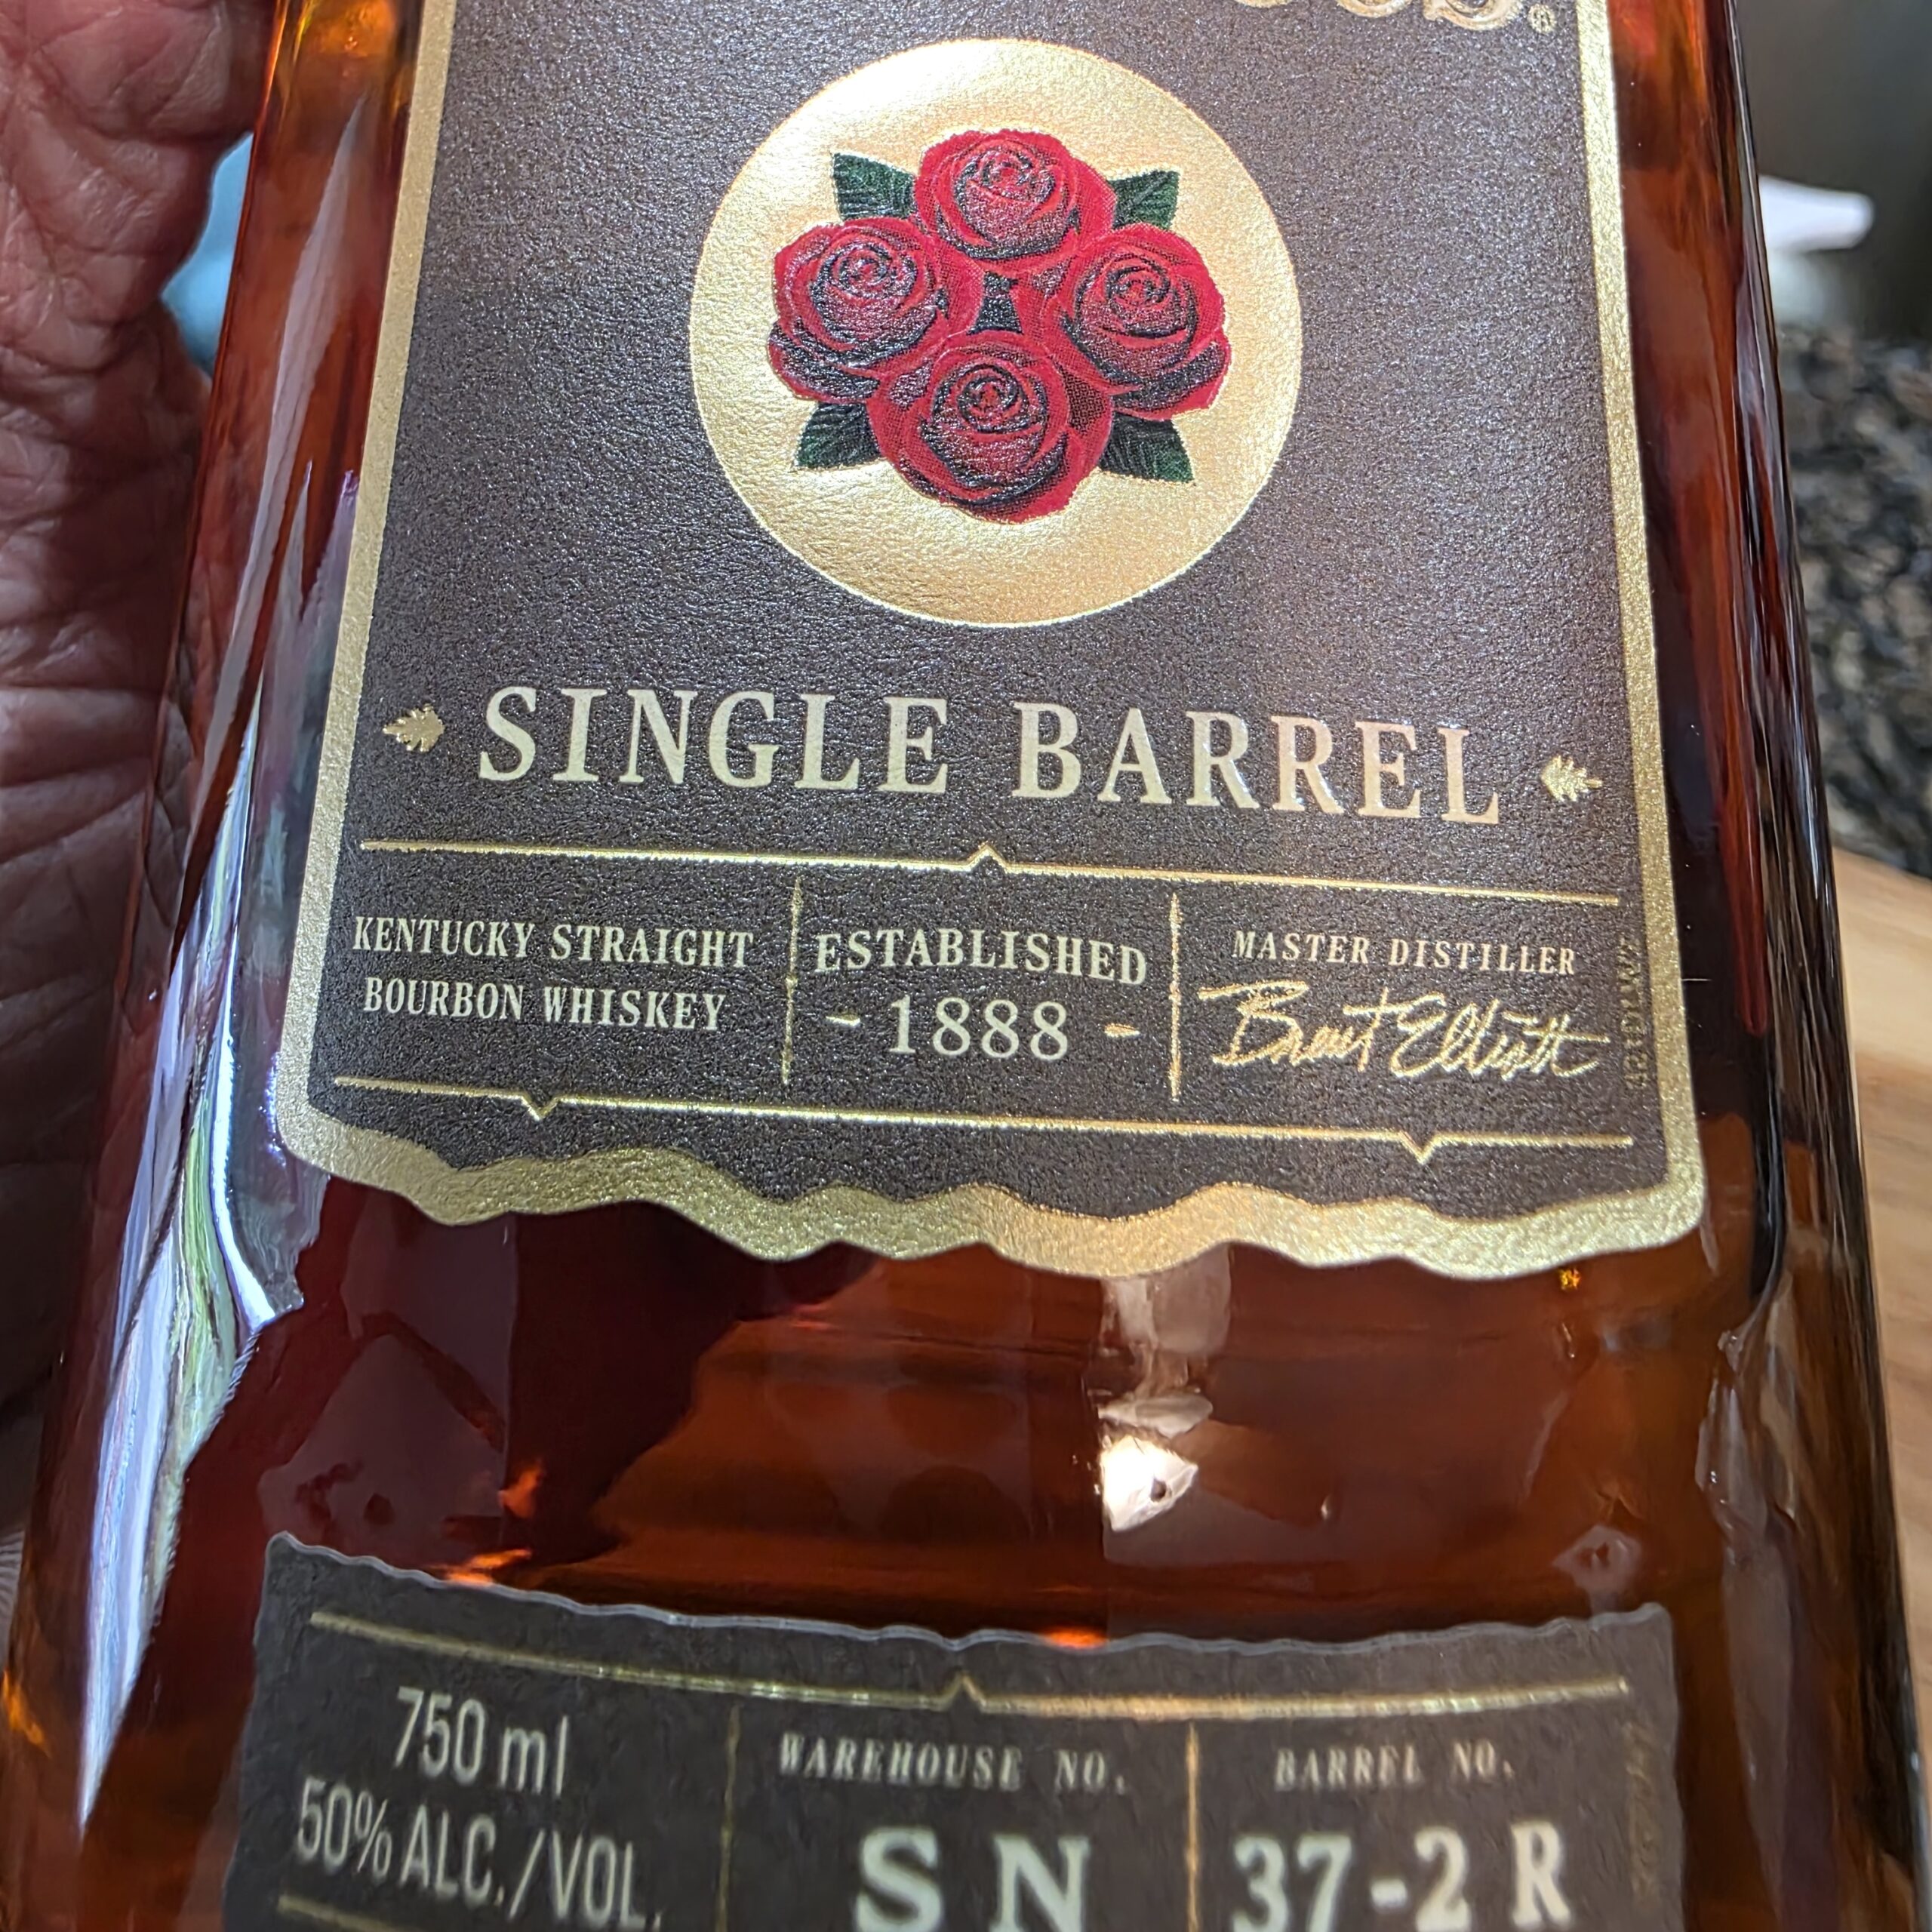 ®
SINGLE BARREL
KENTUCKY STRAIGHT
BOURBON WHISKEY
ESTABLISHED
- 1888 -
MASTER DISTILLER
Brent Elliott
750 ml
50% ALC./VOL.
WAREHOUSE NO.
SN
BARREL NO.
37-2 R